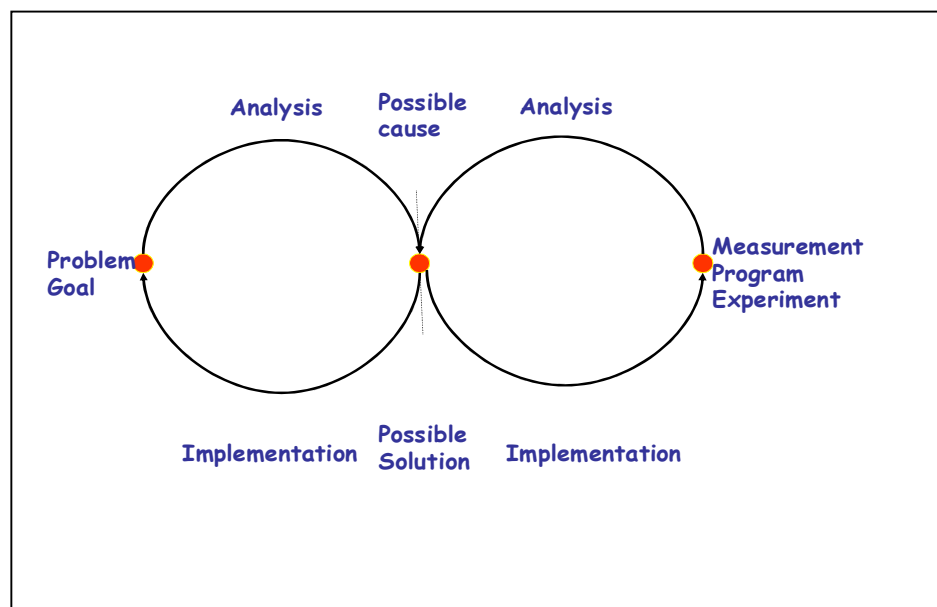 Analysis
Possible
cause
Analysis
Problem
Goal
Measurement
Program
Experiment
Implementation
Possible
Solution
Implementation